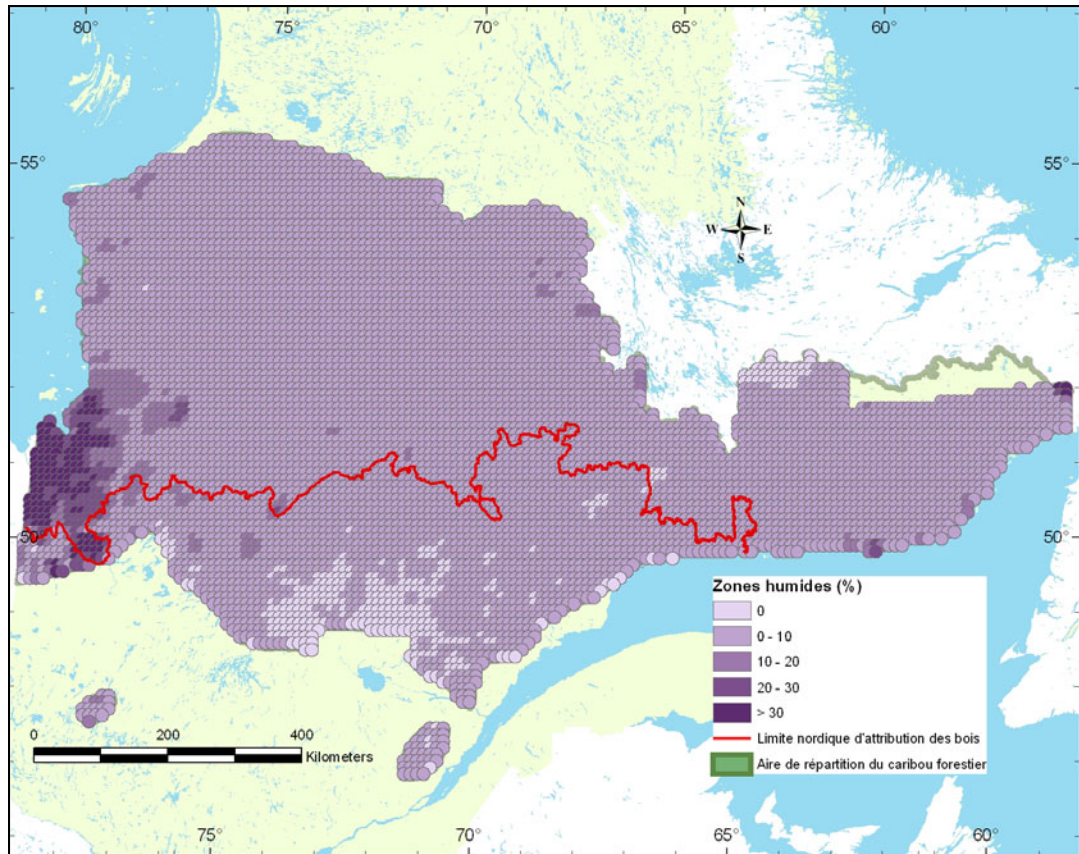 80° 75° 70° 65° 60°
55° 55°
N
W E
S
50° 50°
Zones humides (%)
0
0 - 10
10 - 20
20 - 30
> 30
Limite nordique d'attribution des bois
Aire de répartition du caribou forestier
0 200 400
Kilometers
75° 70° 65° 60°